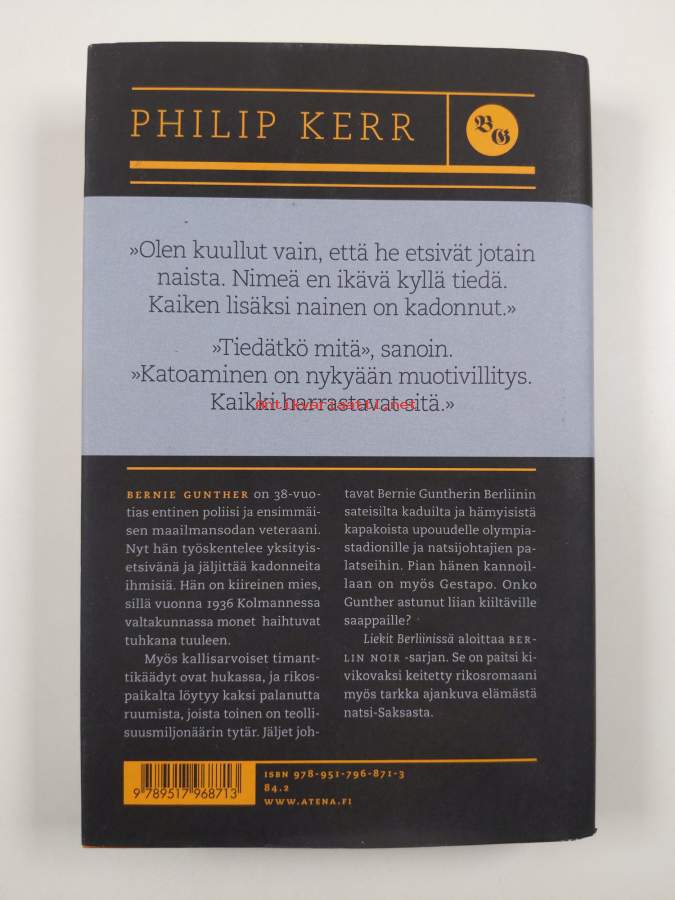 PHILIP KERR
BG
»Olen kuullut vain, että he etsivät jotain
naista. Nimeä en ikävä kyllä tiedä.
Kaiken lisäksi nainen on kadonnut.»
»Tiedätkö mitä», sanoin.
»Katoaminen on nykyään muotivillitys.
Kaikki harrastavat sitä.»
antikvariaatti.net
BERNIE GUNTHER on 38-vuo-
tias entinen poliisi ja ensimmäi-
sen maailmansodan veteraani.
Nyt hän työskentelee yksityis-
etsivänä ja jäljittää kadonneita
ihmisiä. Hän on kiireinen mies,
sillä vuonna 1936 Kolmannessa
valtakunnassa monet haihtuvat
tuhkana tuuleen.
Myös kallisarvoiset timant-
tikäädyt ovat hukassa, ja rikos-
paikalta löytyy kaksi palanutta
ruumista, joista toinen on teolli-
suusmiljonäärin tytär. Jäljet joh-
tavat Bernie Guntherin Berliinin
sateisilta kaduilta ja hämyisistä
kapakoista upouudelle olympia-
stadionille ja natsijohtajien pa-
latseihin. Pian hänen kannoil-
laan on myös Gestapo. Onko
Gunther astunut liian kiiltäville
saappaille?
Liekit Berliinissä aloittaa BER-
LIN NOIR -sarjan. Se on paitsi ki-
vikovaksi keitetty rikosromaani
myös tarkka ajankuva elämästä
natsi-Saksasta.
9 789517 968713
ISBN 978-951-796-871-3
84.2
WWW.ATENA.FI